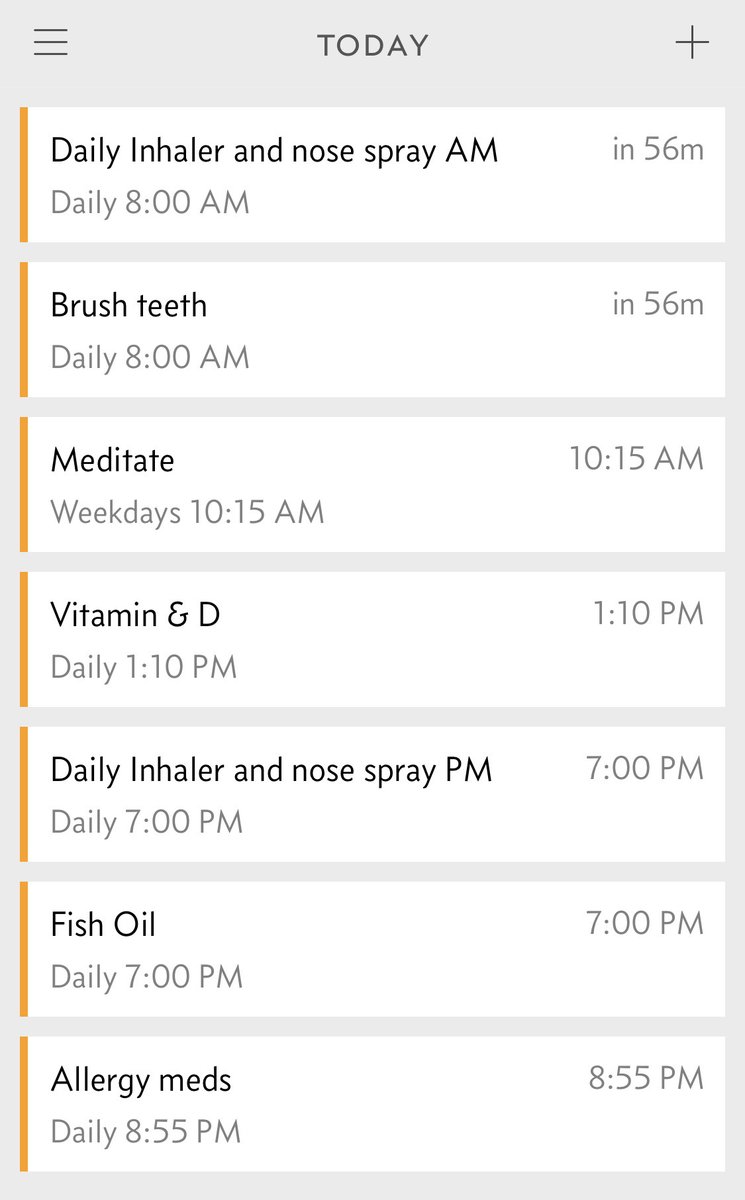 TODAY
Daily Inhaler and nose spray AM in 56m
Daily 8:00 AM
Brush teeth in 56m
Daily 8:00 AM
Meditate 10:15 AM
Weekdays 10:15 AM
Vitamin & D 1:10 PM
Daily 1:10 PM
Daily Inhaler and nose spray PM 7:00 PM
Daily 7:00 PM
Fish Oil 7:00 PM
Daily 7:00 PM
Allergy meds 8:55 PM
Daily 8:55 PM